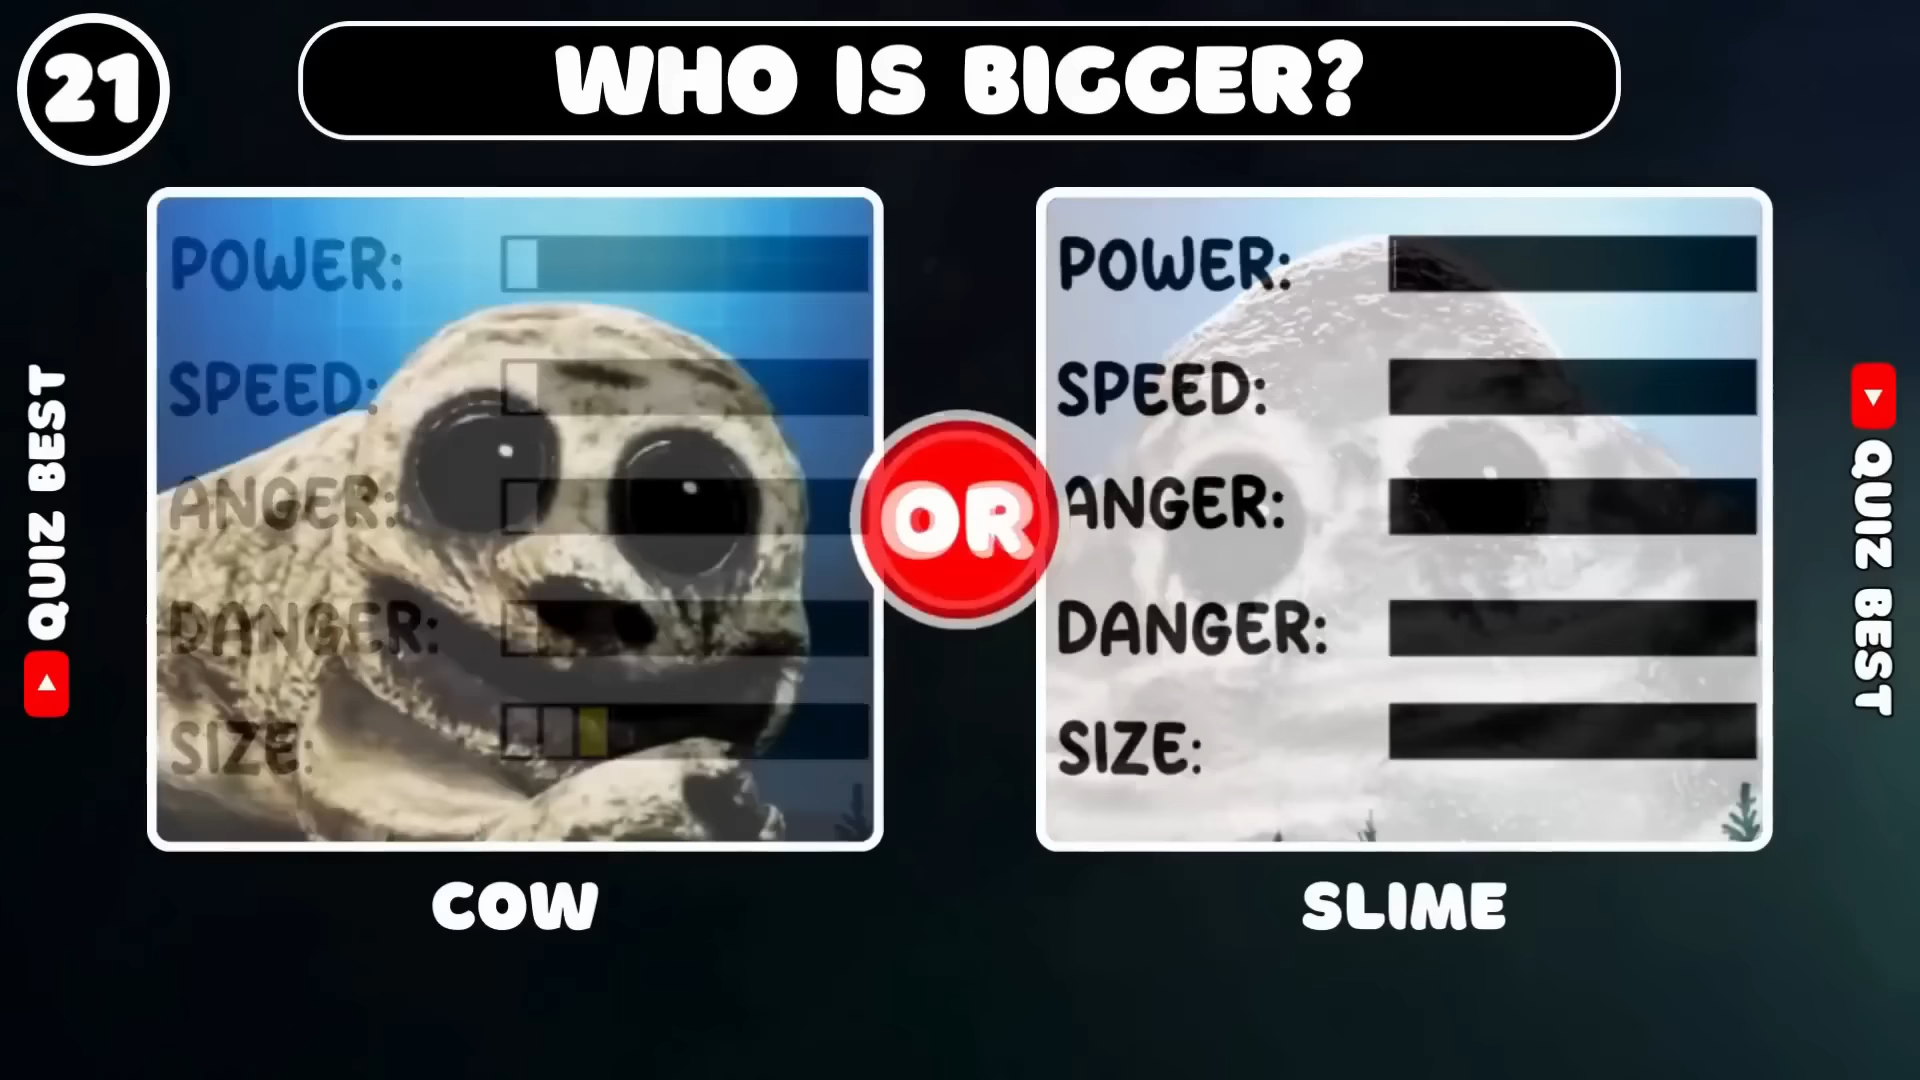 21
WHO IS BIGGER?
POWER:
SPEED:
ANGER:
DANGER:
SIZE:
OR
POWER:
SPEED:
ANGER:
DANGER:
SIZE:
COW
SLIME
QUIZ BEST
QUIZ BEST